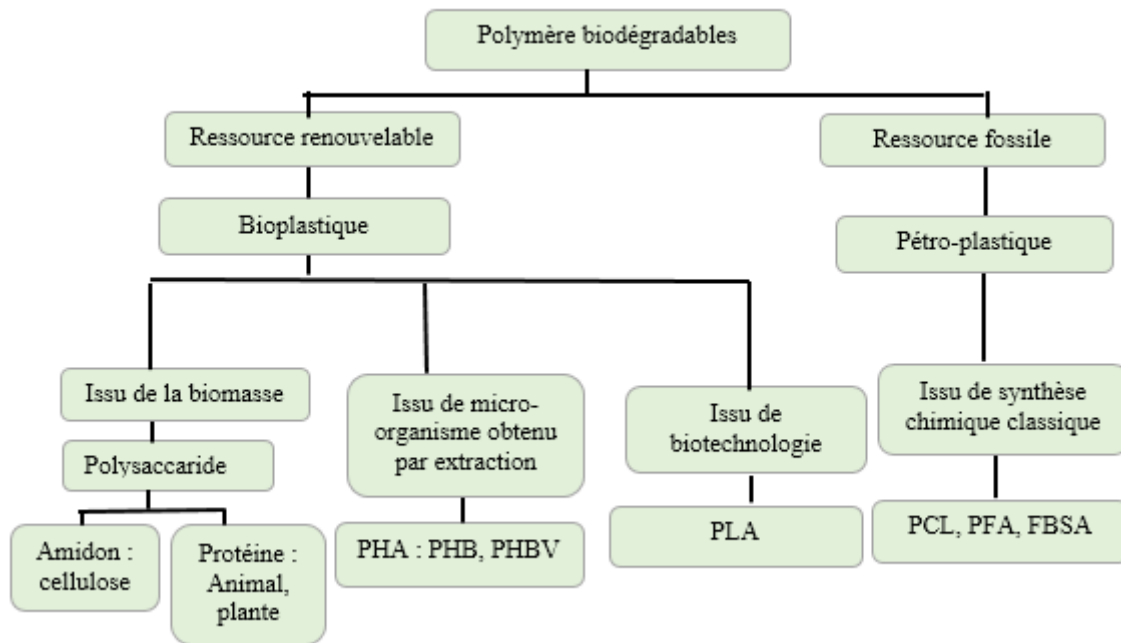 Polymère biodégradables
Ressource renouvelable
Ressource fossile
Bioplastique
Pétro-plastique
Issu de la biomasse
Issu de micro-
organisme obtenu
par extraction
Issu de
biotechnologie
Issu de synthèse
chimique classique
Polysaccaride
Amidon :
cellulose
Protéine :
Animal,
plante
PHA : PHB, PHBV
PLA
PCL, PFA, FBSA